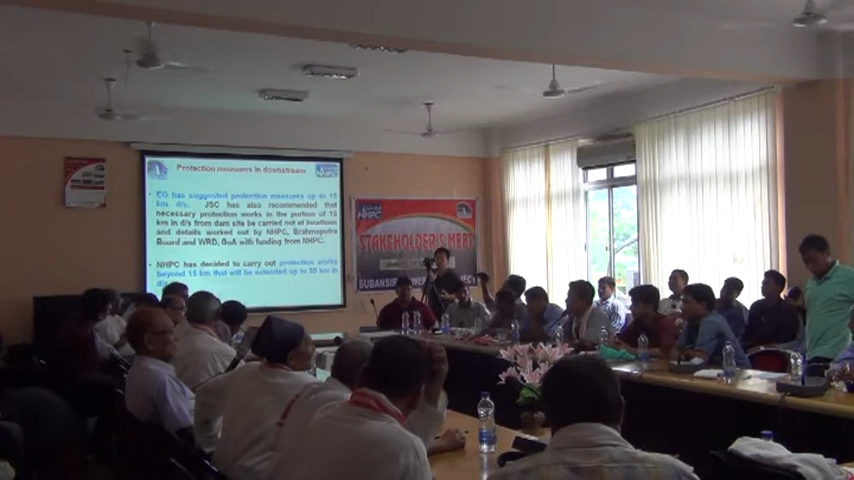 Protection measures in downstream
• EG has suggested protection measures up to 15
km d/s. JSC has also recommended that
necessary protection works in the portion of 15
km in d/s from dam site be carried out at locations
and details worked out by NHPC, Brahmaputra
Board and WRD, GoA with funding from NHPC.
• NHPC has decided to carry out protection works
beyond 15 km that will be extended up to 30 km in
d/s.
NHPC
STAKEHOLDER'S MEET
SUBANSIRI